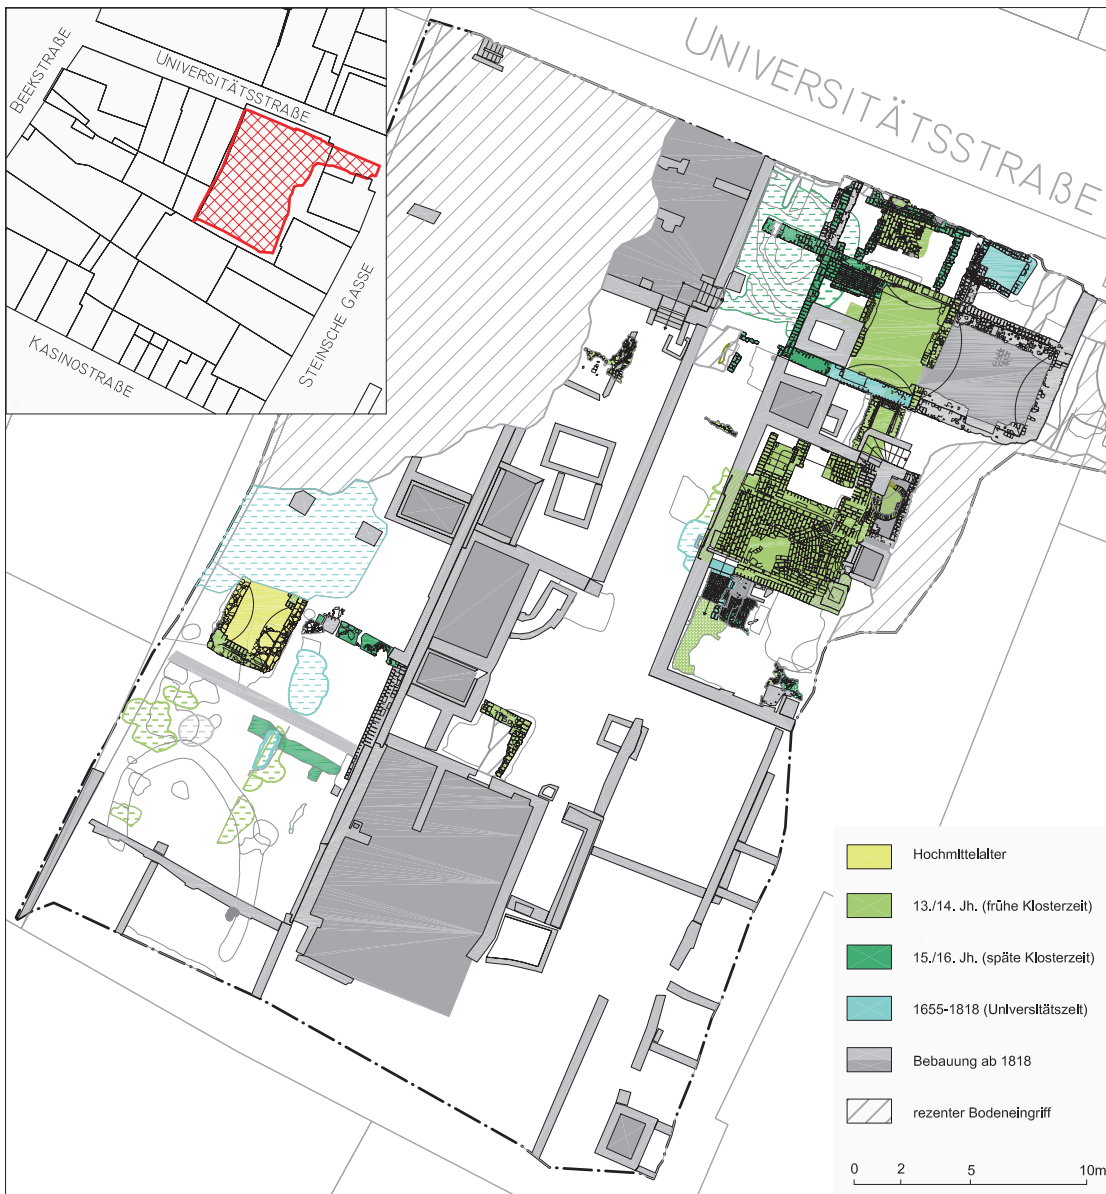 BEEKSTRAßE
UNIVERSITÄTSSTRAßE
STEINSCHE GASSE
KASINOSTRAßE
UNIVERSITÄTSSTRAßE
Hochmittelalter
13./14. Jh. (frühe Klosterzeit)
15./16. Jh. (späte Klosterzeit)
1655-1818 (Universitätszeit)
Bebauung ab 1818
rezenter Bodeneingriff
0 2 5 10m